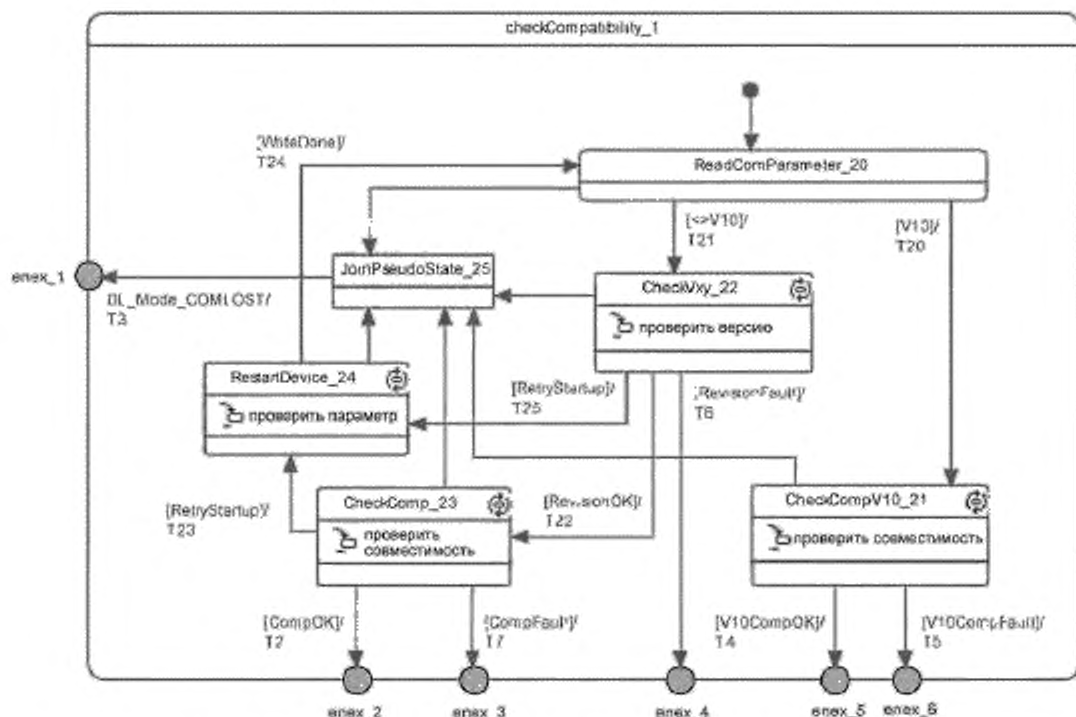 checkCompatibility_1
[WriteDone]/
T24
ReadComParameter_20
[<>V10]/
T21
[V10]/
T20
enex_1
JoinPseudoState_25
CheckVxy_22
DL_Mode_COMLOST/
T3
проверить версию
RestartDevice_24
[RetryStartup]/
T25
[RevisionFault]/
T6
проверить параметр
CheckComp_23
[RevisionOK]/
T22
CheckCompV10_21
[RetryStartup]/
T23
проверить
совместимость
проверить совместимость
[CompOK]/
T2
[CompFault]/
T7
[V10CompOK]/
T4
[V10CompFault]/
T5
enex_2
enex_3
enex_4
enex_5
enex_6